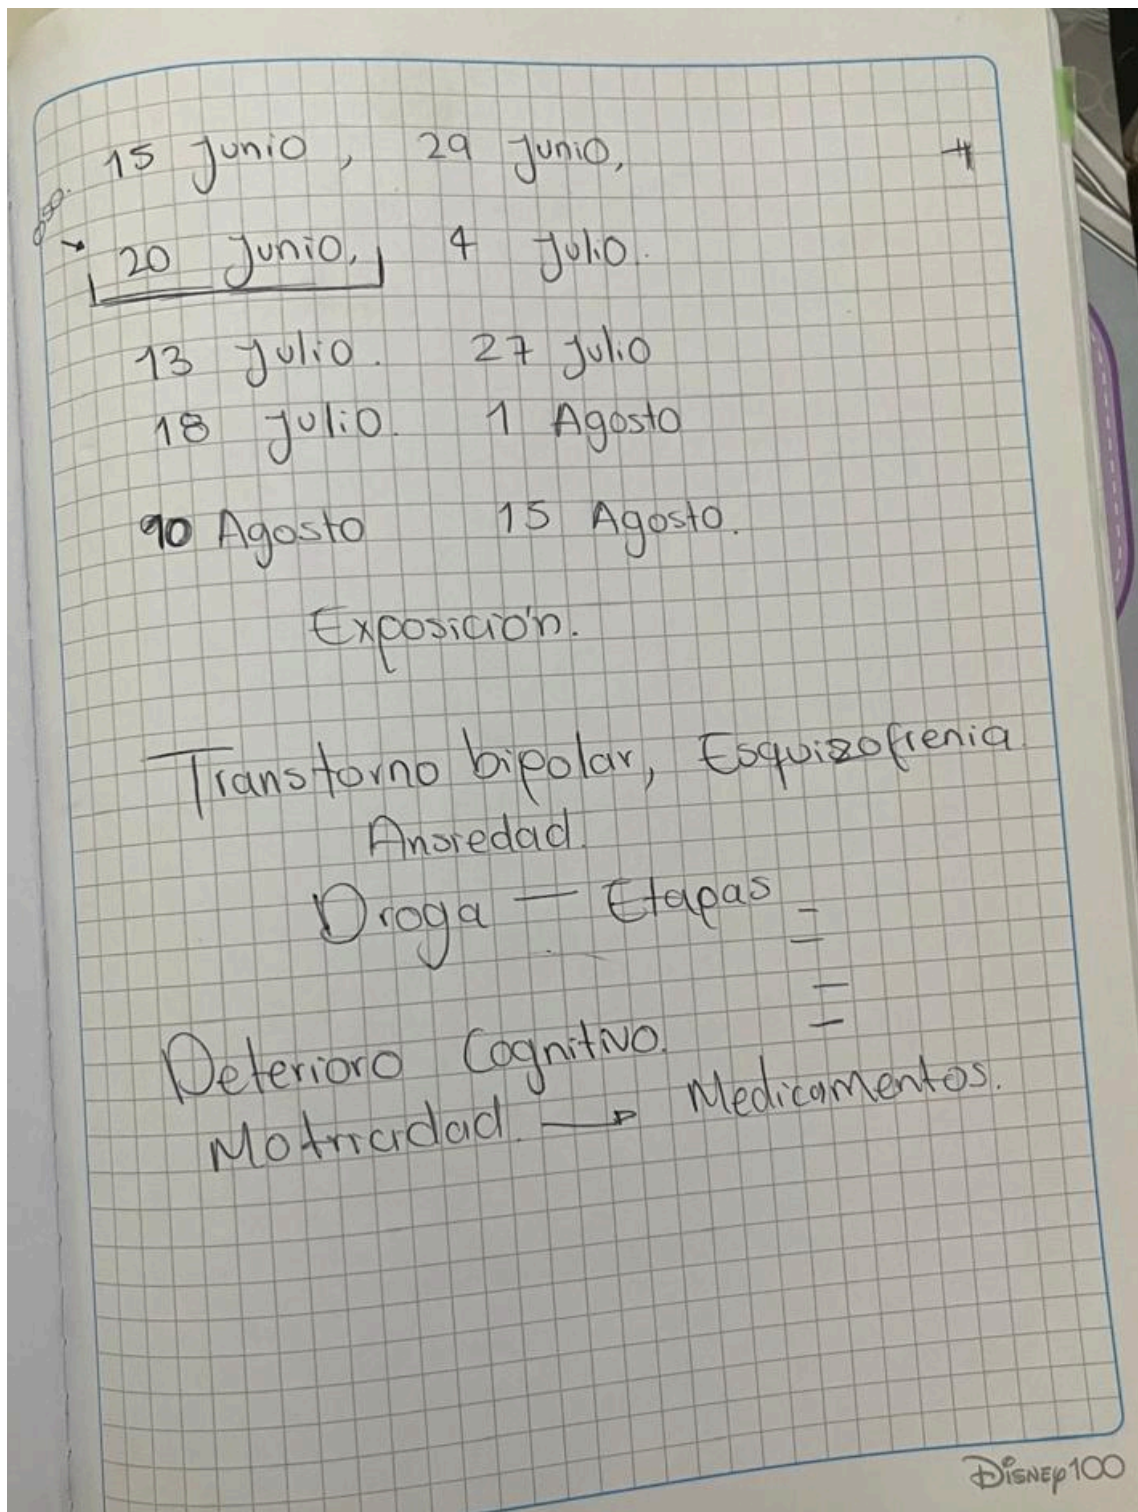 15 Junio, 29 Junio,
20 Junio, 4 Julio.
13 Julio. 27 Julio
18 Julio. 1 Agosto
10 Agosto 15 Agosto.
Exposición.
Transtorno bipolar, Esquizofrenia
Ansiedad.
Droga — Etapas
Deterioro Cognitivo.
Motricidad. → Medicamentos.
Disney100